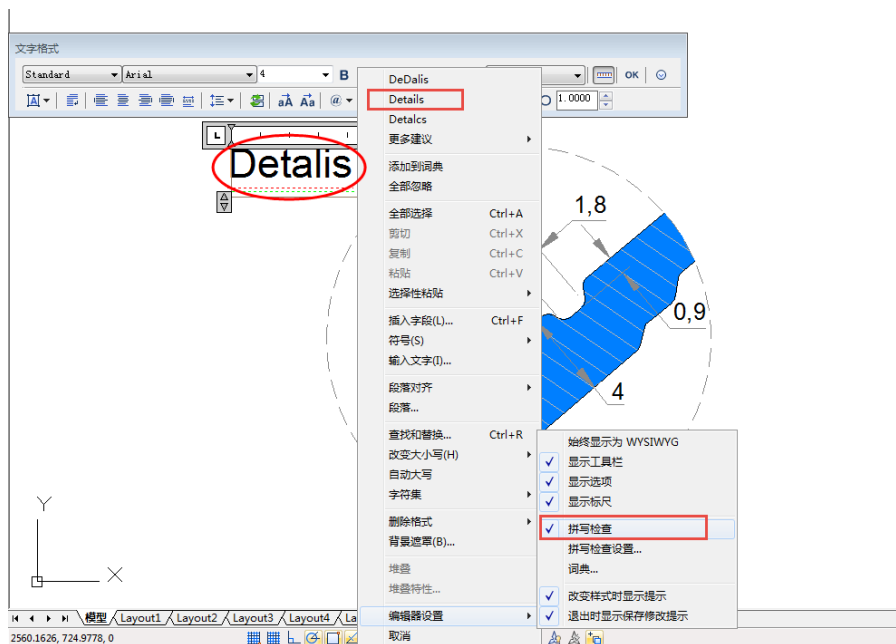 文字格式
Standard Arial 4 B OK
@ 1.0000
Detalis
DeDalis
Details
Detalcs
更多建议
添加到词典
全部忽略
全部选择 Ctrl+A
剪切 Ctrl+X
复制 Ctrl+C
粘贴 Ctrl+V
选择性粘贴
插入字段(L)... Ctrl+F
符号(S)
输入文字(I)...
段落对齐
段落...
查找和替换... Ctrl+R
改变大小写(H)
自动大写
字符集
删除格式
背景遮罩(B)...
堆叠
堆叠特性...
编辑器设置
取消
始终显示为 WYSIWYG
显示工具栏
显示选项
显示标尺
拼写检查
拼写检查设置...
词典...
改变样式时显示提示
退出时显示保存修改提示
1,8
0,9
4
Y
X
模型 Layout1 Layout2 Layout3 Layout4 La
2560.1626, 724.9778, 0